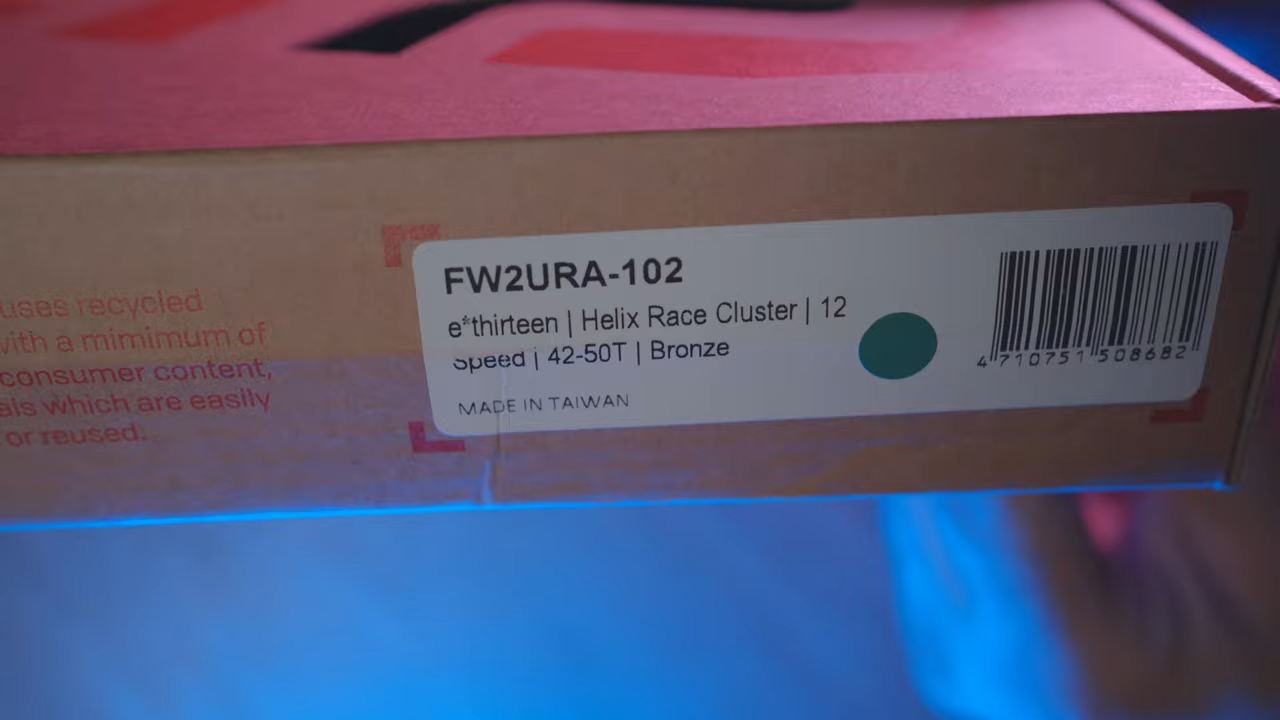 uses recycled
with a mimimum of
consumer content,
als which are easily
or reused.
FW2URA-102
e*thirteen | Helix Race Cluster | 12
Speed | 42-50T | Bronze
MADE IN TAIWAN
4 710751 508682